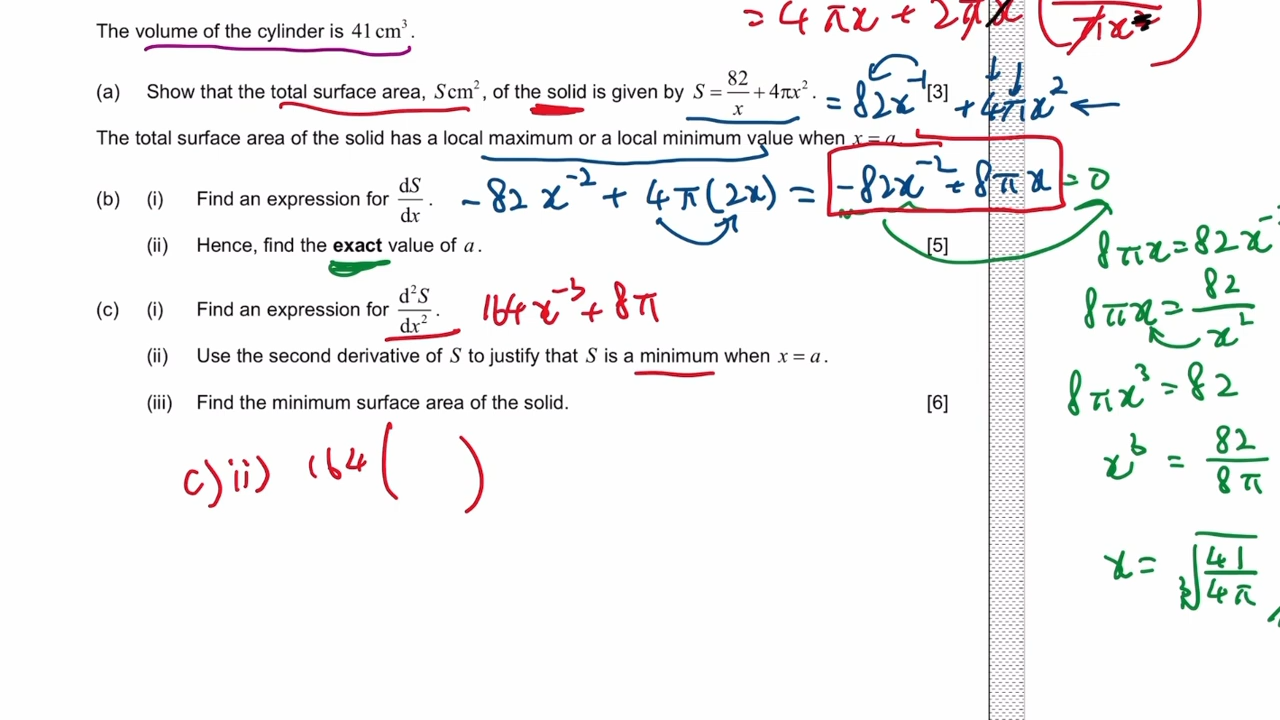 = 4πx + 2πx ( / πx² )
The volume of the cylinder is 41 cm³.
(a) Show that the total surface area, S cm², of the solid is given by S = 82/x + 4πx². [3]
= 82x⁻¹ + 4πx² ←
The total surface area of the solid has a local maximum or a local minimum value when x = a.
(b) (i) Find an expression for dS/dx.
-82x⁻² + 4π(2x) = -82x⁻² + 8πx = 0
(ii) Hence, find the exact value of a. [5]
8πx = 82x⁻
8πx = 82/x²
8πx³ = 82
x³ = 82/8π
x = ³√(41/4π)
(c) (i) Find an expression for d²S/dx².
164x⁻³ + 8π
(ii) Use the second derivative of S to justify that S is a minimum when x = a.
(iii) Find the minimum surface area of the solid. [6]
c) ii) 164 ( )